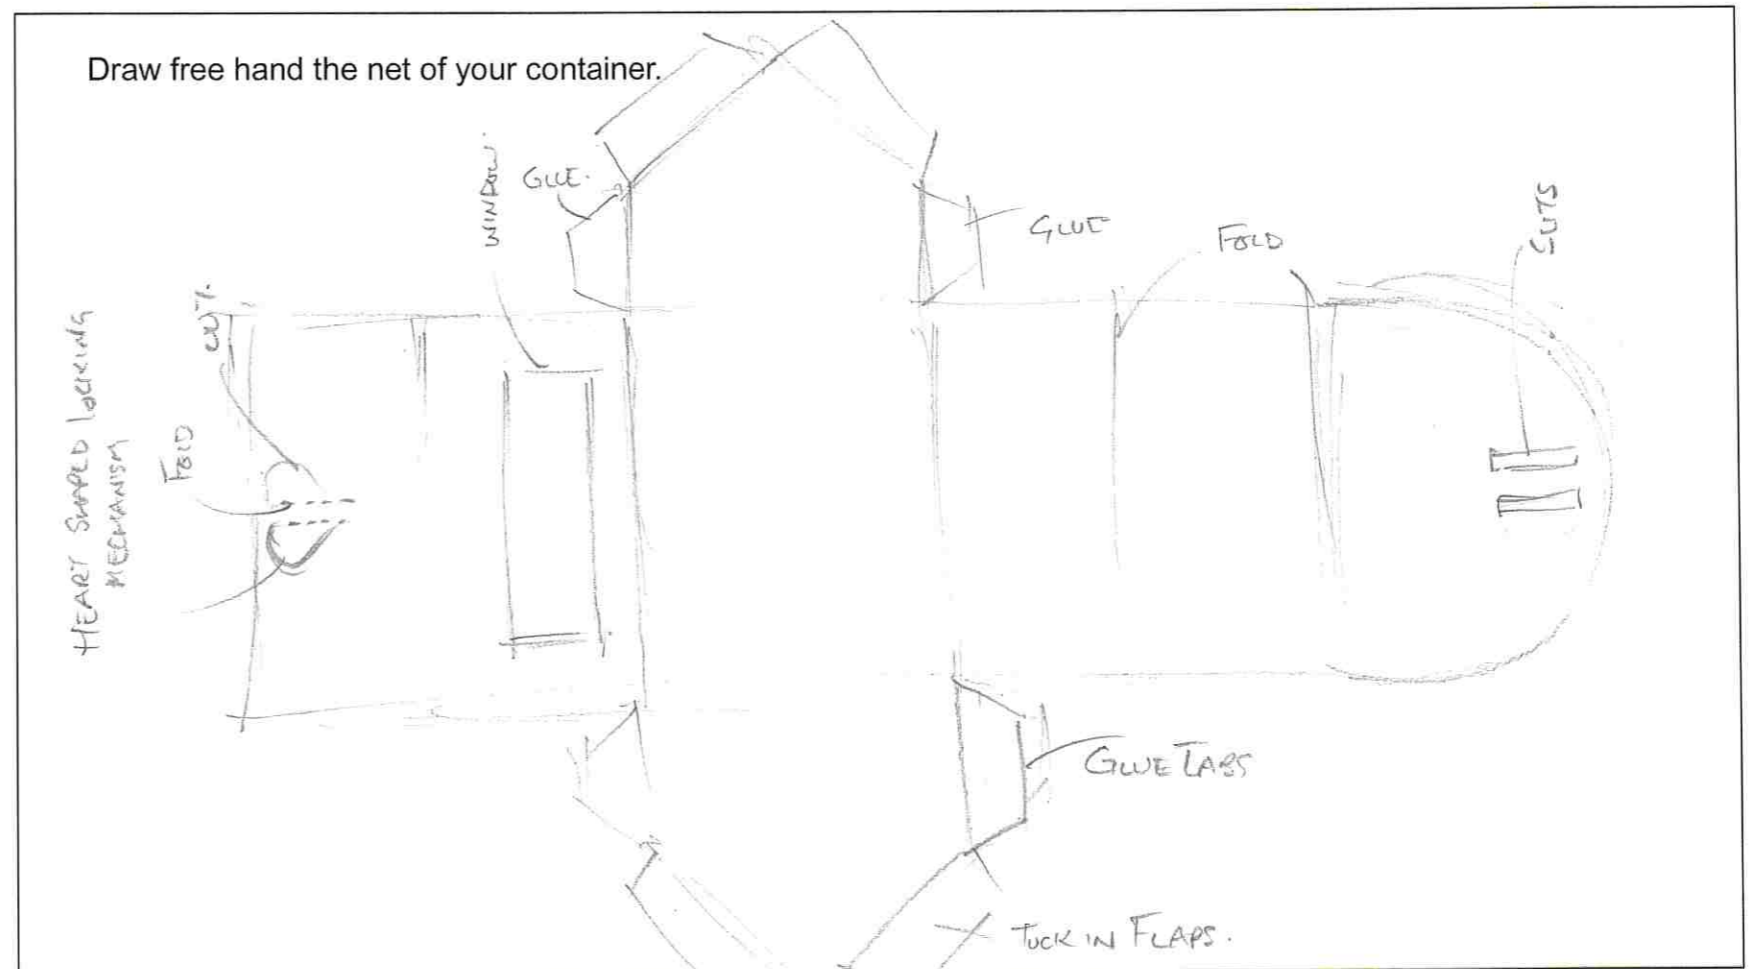 Draw free hand the net of your container.
WINDOW.
GLUE.
GLUE
FOLD
CUT.
HEART SHAPED LOCKING
MECHANISM
FOLD
GLUE TABS
TUCK IN FLAPS.